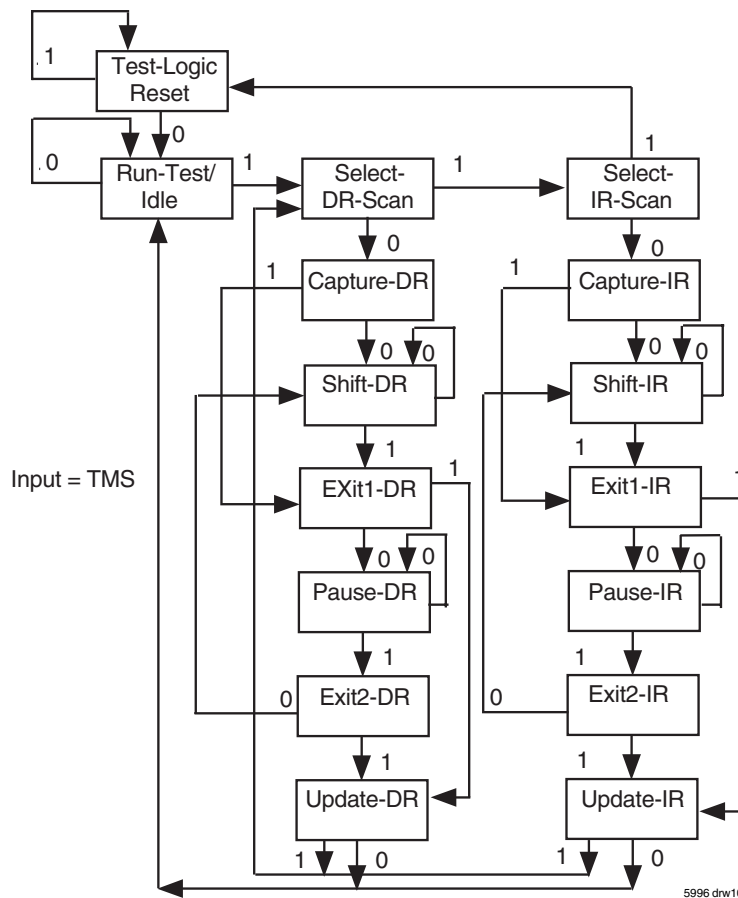 1
Test-Logic
Reset
0
0
Run-Test/
Idle
1
Select-
DR-Scan
1
Select-
IR-Scan
1
0
0
1
Capture-DR
1
Capture-IR
0
0
0
0
Shift-DR
Shift-IR
1
1
Input = TMS
EXit1-DR
1
Exit1-IR
0
0
0
0
Pause-DR
Pause-IR
1
1
0
Exit2-DR
0
Exit2-IR
1
1
Update-DR
Update-IR
1
0
1
0
5996 drw10